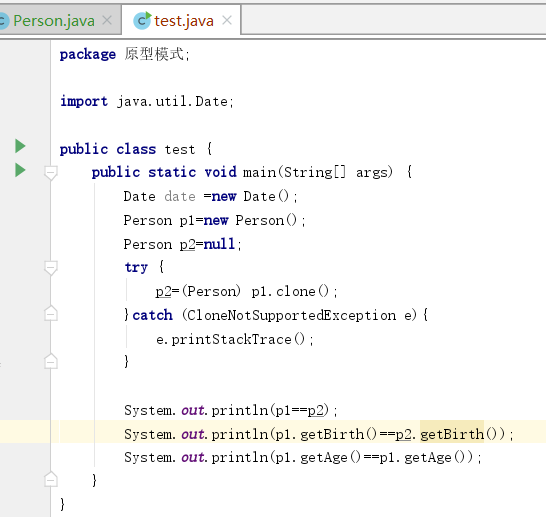 Person.java
test.java
package 原型模式;
import java.util.Date;
public class test {
public static void main(String[] args) {
Date date =new Date();
Person p1=new Person();
Person p2=null;
try {
p2=(Person) p1.clone();
}catch (CloneNotSupportedException e){
e.printStackTrace();
}
System.out.println(p1==p2);
System.out.println(p1.getBirth()==p2.getBirth());
System.out.println(p1.getAge()==p1.getAge());
}
}